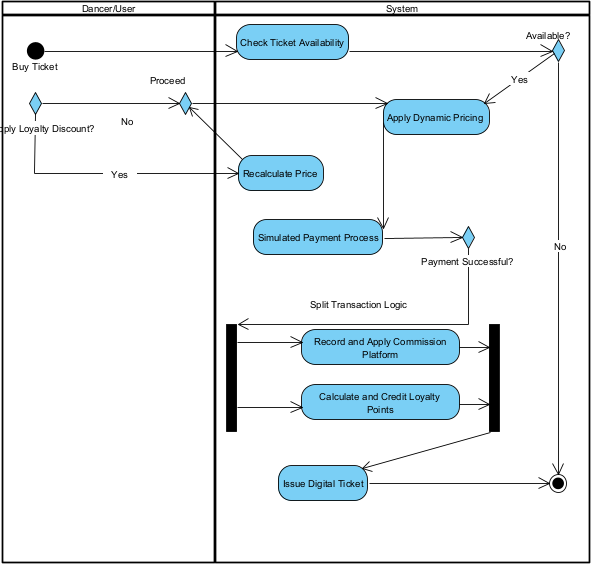 Dancer/User
System
Check Ticket Availability
Available?
Buy Ticket
Proceed
Yes
Apply Dynamic Pricing
pply Loyalty Discount?
No
Yes
Recalculate Price
Simulated Payment Process
No
Payment Successful?
Split Transaction Logic
Record and Apply Commission
Platform
Calculate and Credit Loyalty
Points
Issue Digital Ticket